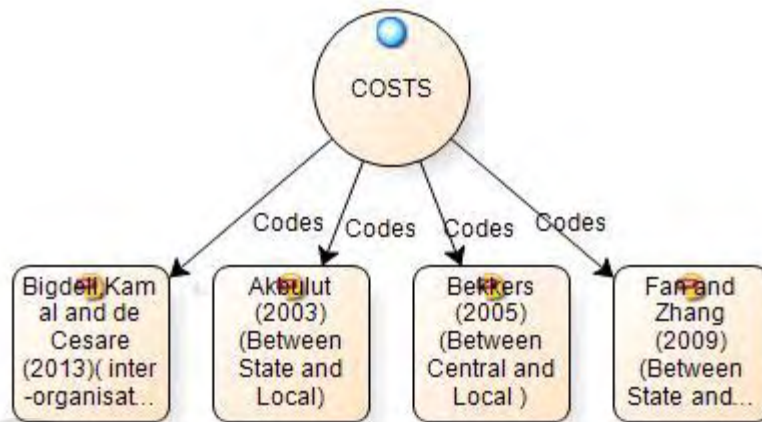 COSTS
Codes
Codes
Codes
Codes
Bigdeli,Kam
al and de
Cesare
(2013)( inter
-organisat...
Akbulut
(2003)
(Between
State and
Local)
Bekkers
(2005)
(Between
Central and
Local )
Fan and
Zhang
(2009)
(Between
State and...